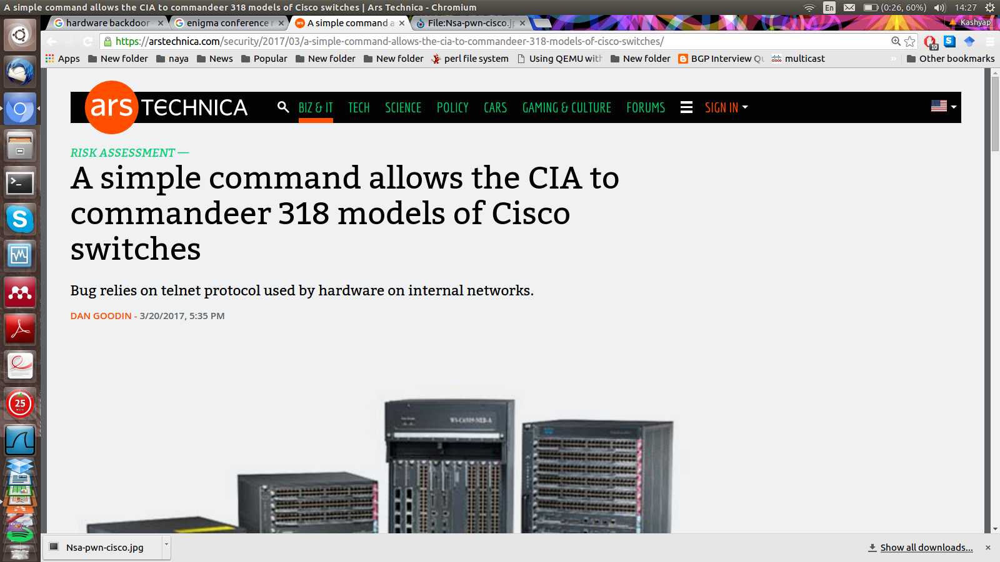 A simple command allows the CIA to commandeer 318 models of Cisco switches | Ars Technica - Chromium
En
(0:26, 60%)
14:27
hardware backdoor
enigma conference
A simple command a
File:Nsa-pwn-cisco.j
Kashyap
https://arstechnica.com/security/2017/03/a-simple-command-allows-the-cia-to-commandeer-318-models-of-cisco-switches/
10
S
Apps
New folder
naya
News
Popular
New folder
New folder
perl file system
Using QEMU with
New folder
BGP Interview Qu
cisco
multicast
»
Other bookmarks
ars TECHNICA
BIZ & IT
TECH
SCIENCE
POLICY
CARS
GAMING & CULTURE
FORUMS
SIGN IN
RISK ASSESSMENT —
A simple command allows the CIA to
commandeer 318 models of Cisco
switches
Bug relies on telnet protocol used by hardware on internal networks.
DAN GOODIN - 3/20/2017, 5:35 PM
25
Nsa-pwn-cisco.jpg
Show all downloads...